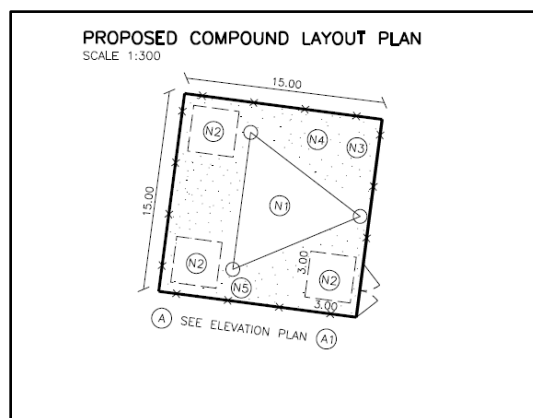 PROPOSED COMPOUND LAYOUT PLAN
SCALE 1:300
15.00
15.00
N2
N4
N3
N1
N2
3.00
N2
3.00
N5
A SEE ELEVATION PLAN A1